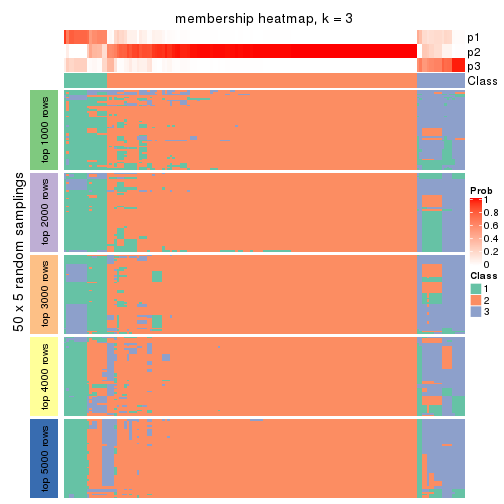 membership heatmap, k = 3
p1
p2
p3
Class
50 x 5 random samplings
top 1000 rows
top 2000 rows
top 3000 rows
top 4000 rows
top 5000 rows
Prob
1
0.8
0.6
0.4
0.2
0
Class
1
2
3